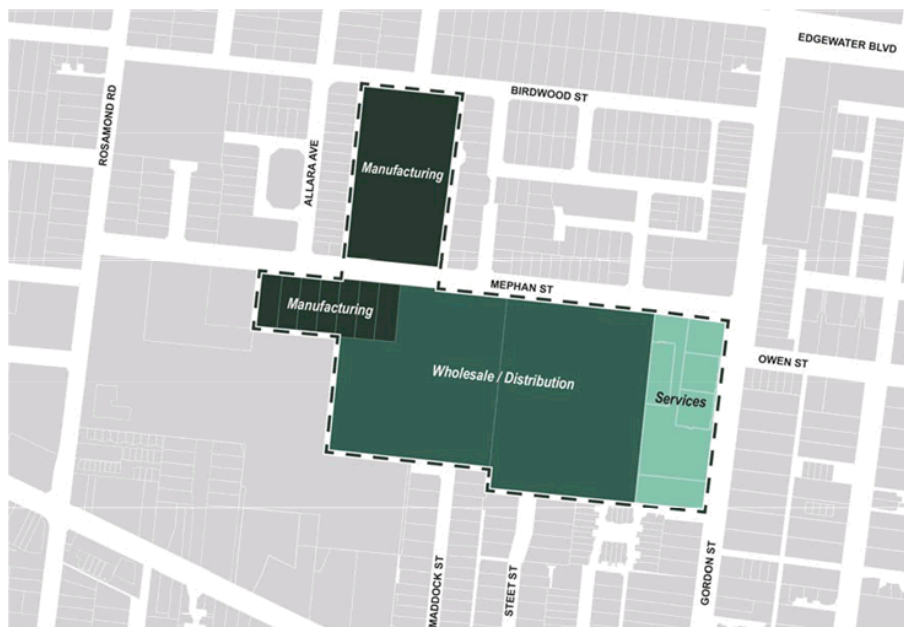 EDGEWATER BLVD
BIRDWOOD ST
ROSAMOND RD
ALLARA AVE
Manufacturing
MEPHAN ST
Manufacturing
OWEN ST
Wholesale / Distribution
Services
MADDOCK ST
STEET ST
GORDON ST